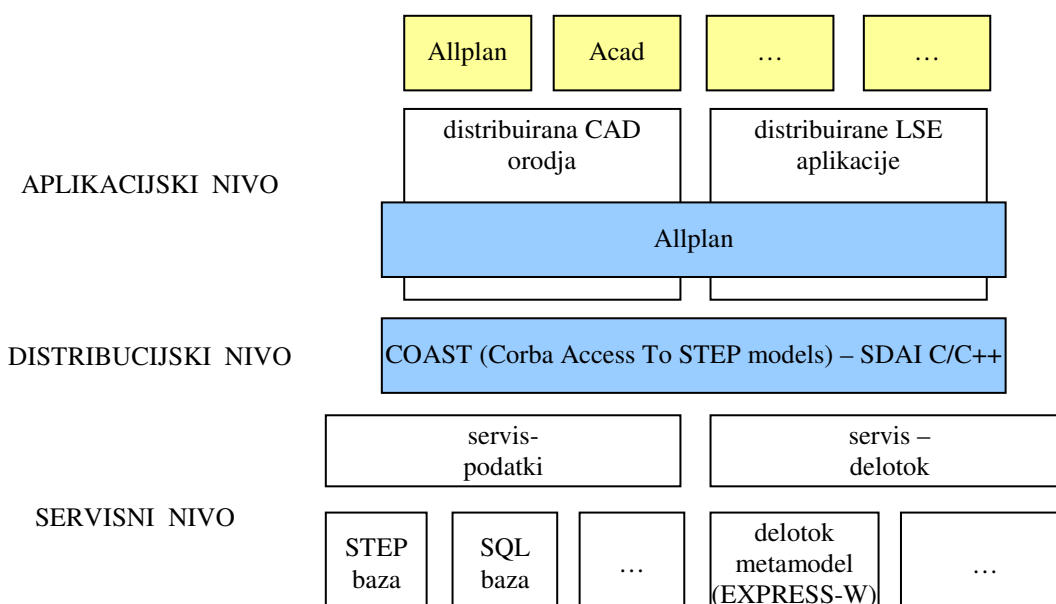 Allplan
Acad
…
…
distribuirana CAD
orodja
distribuirane LSE
aplikacije
APLIKACIJSKI NIVO
Allplan
DISTRIBUCIJSKI NIVO
COAST (Corba Access To STEP models) – SDAI C/C++
servis-
podatki
servis –
delotok
SERVISNI NIVO
STEP
baza
SQL
baza
…
delotok
metamodel
(EXPRESS-W)
…